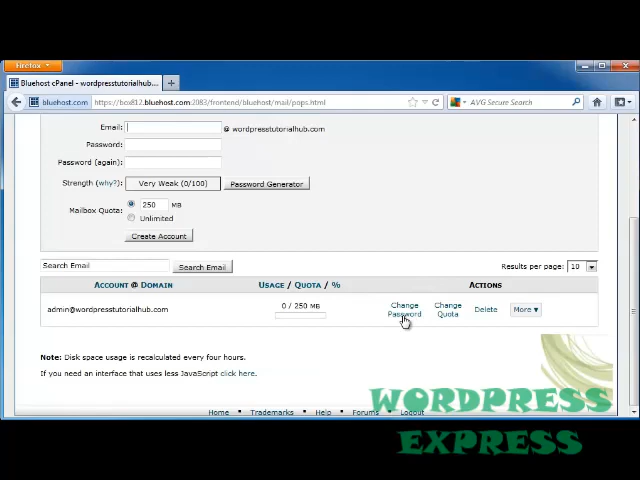 Firefox
Bluehost cPanel - wordpresstutorialhub....
bluehost.com
https://box812.bluehost.com:2083/frontend/bluehost/mail/pops.html
AVG Secure Search
Email:
@ wordpresstutorialhub.com
Password:
Password (again):
Strength (why?):
Very Weak (0/100)
Password Generator
Mailbox Quota:
250 MB
Unlimited
Create Account
Search Email
Search Email
Results per page: 10
ACCOUNT @ DOMAIN
USAGE / QUOTA / %
ACTIONS
admin@wordpresstutorialhub.com
0 / 250 MB
Change Password
Change Quota
Delete
More ▼
Note: Disk space usage is recalculated every four hours.
If you need an interface that uses less JavaScript click here.
Home • Trademarks • Help • Forums • Logout
WORDPRESS
EXPRESS